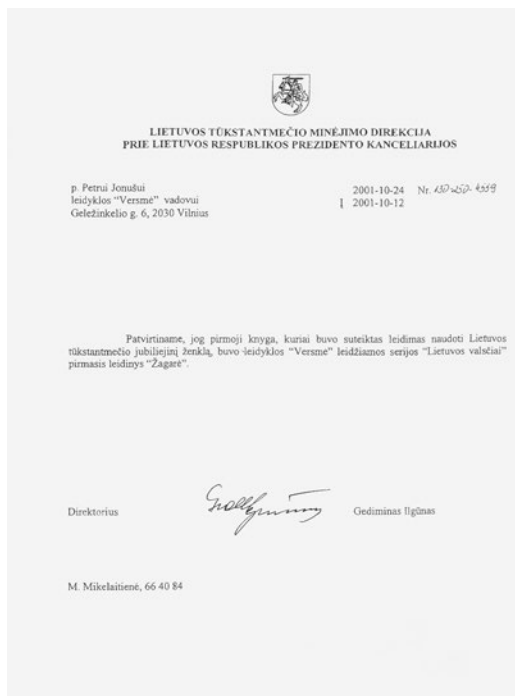 LIETUVOS TŪKSTANTMEČIO MINĖJIMO DIREKCIJA
PRIE LIETUVOS RESPUBLIKOS PREZIDENTO KANCELIARIJOS
p. Petrui Jonušui
leidyklos “Versmė” vadovui
Geležinkelio g. 6, 2030 Vilnius
2001-10-24 Nr.
Į 2001-10-12
Patvirtiname, jog pirmoji knyga, kuriai buvo suteiktas leidimas naudoti Lietuvos
tūkstantmečio jubiliejinį ženklą, buvo leidyklos “Versmė” leidžiamos serijos “Lietuvos valsčiai”
pirmasis leidinys “Žagarė”.
Direktorius
Gediminas Ilgūnas
M. Mikelaitienė, 66 40 84